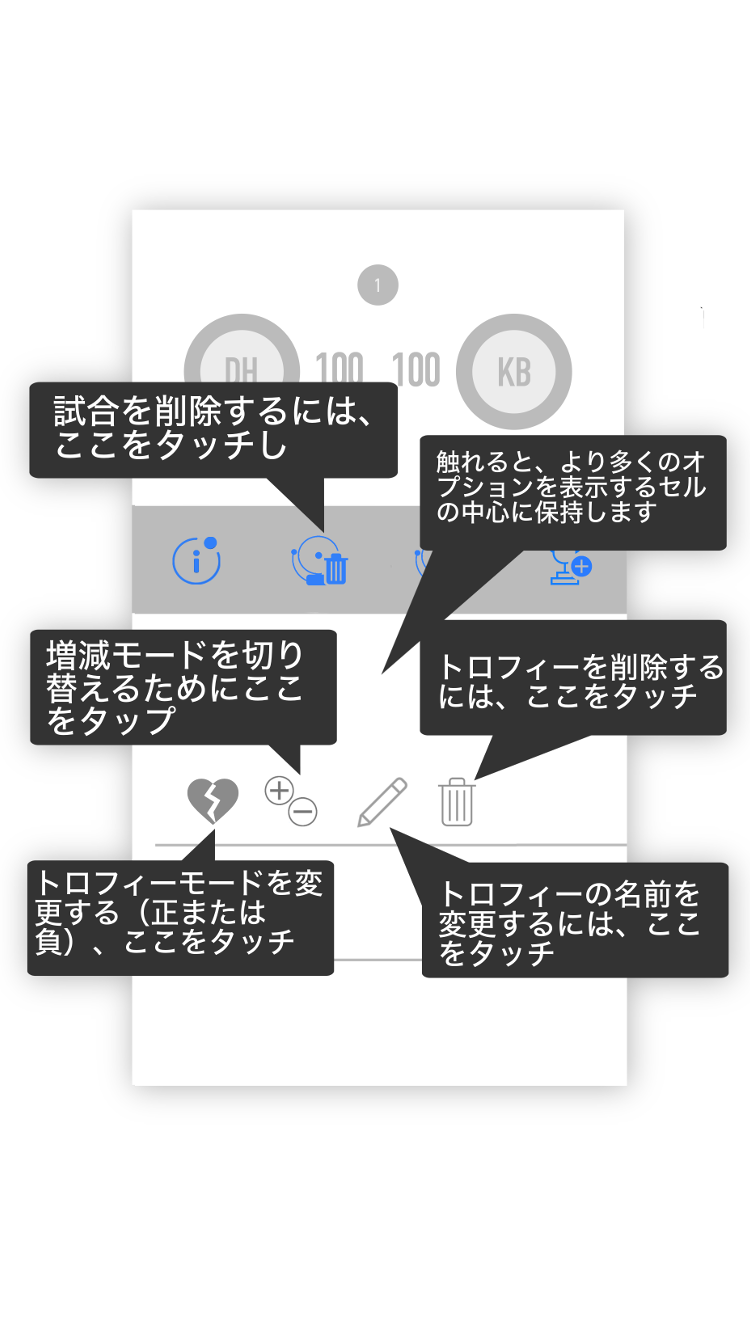 1
DH
100
100
KB
試合を削除するには、
ここをタッチし
触れると、より多くのオ
プションを表示するセル
の中心に保持します
増減モードを切り
替えるためにここ
をタップ
トロフィーを削除する
には、ここをタッチ
トロフィーモードを変
更する（正または
負）、ここをタッチ
トロフィーの名前を
変更するには、ここ
をタッチ